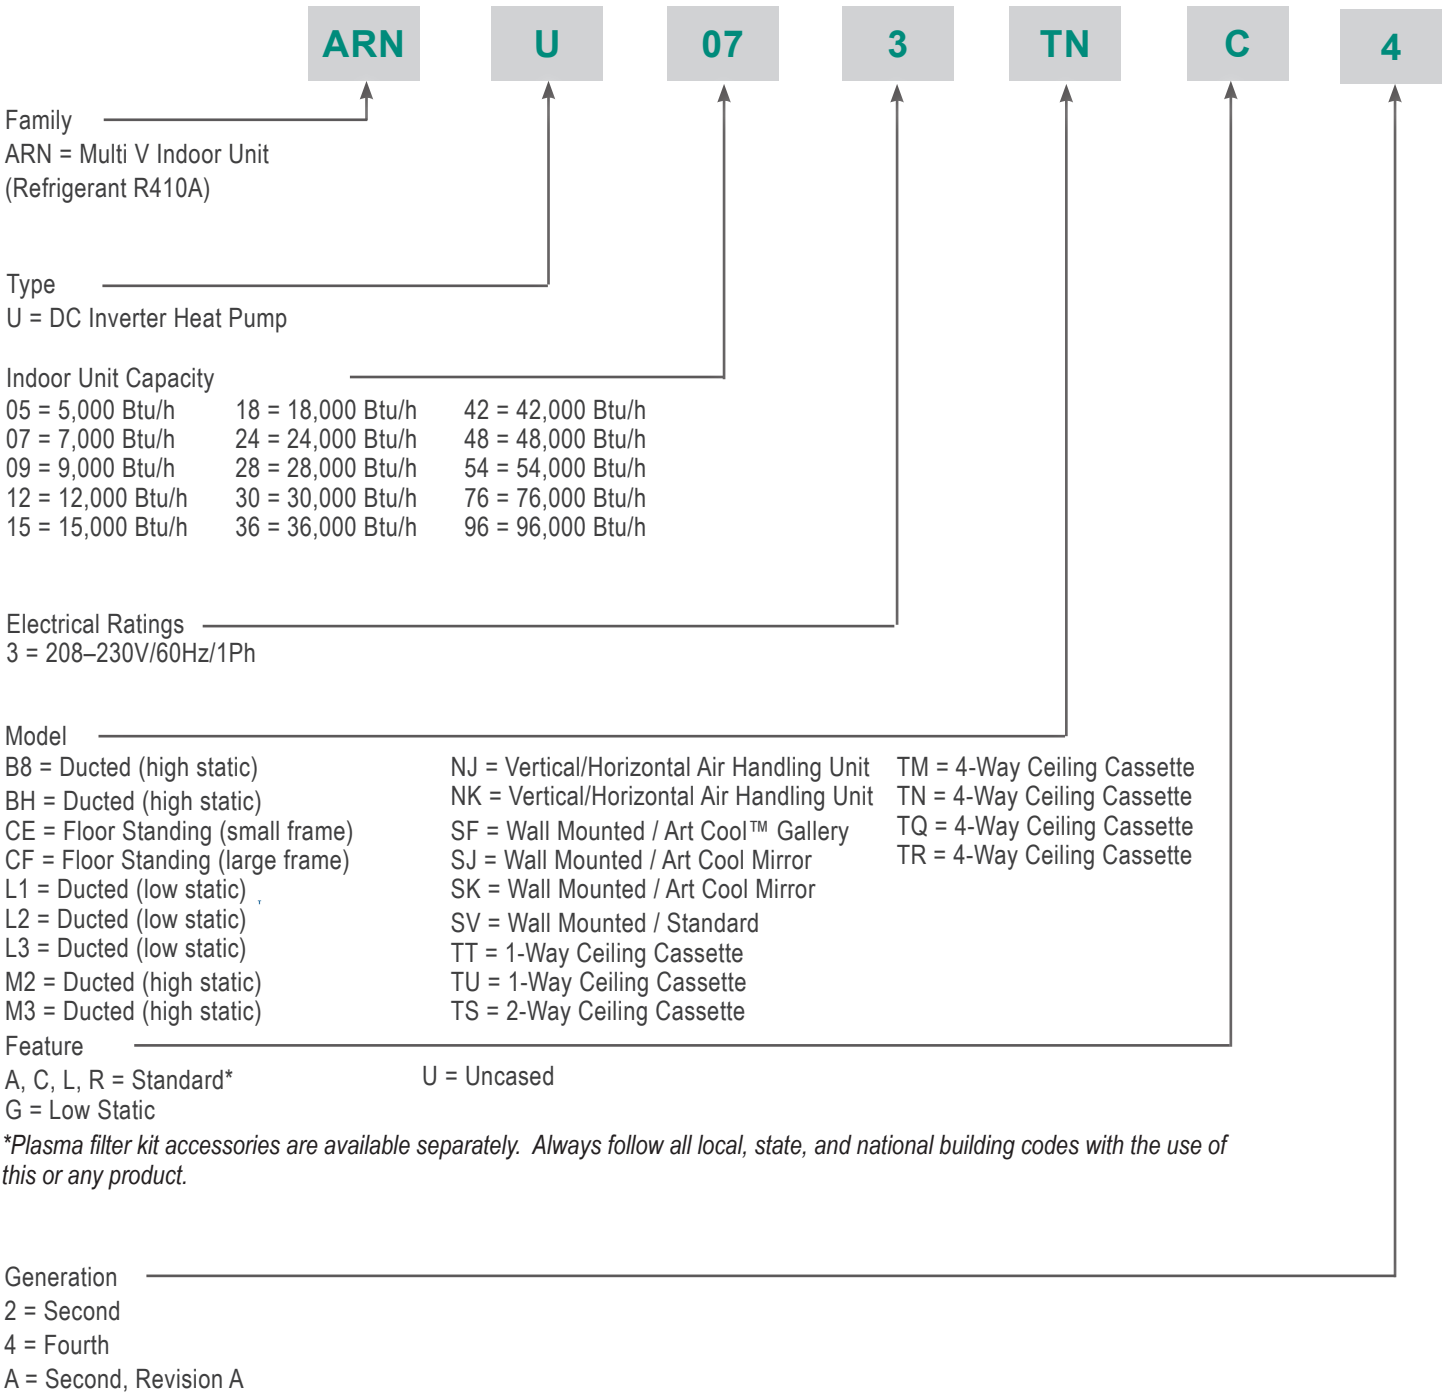 ARN U 07 3 TN C 4
Family
ARN = Multi V Indoor Unit
(Refrigerant R410A)
Type
U = DC Inverter Heat Pump
Indoor Unit Capacity
05 = 5,000 Btu/h 18 = 18,000 Btu/h 42 = 42,000 Btu/h
07 = 7,000 Btu/h 24 = 24,000 Btu/h 48 = 48,000 Btu/h
09 = 9,000 Btu/h 28 = 28,000 Btu/h 54 = 54,000 Btu/h
12 = 12,000 Btu/h 30 = 30,000 Btu/h 76 = 76,000 Btu/h
15 = 15,000 Btu/h 36 = 36,000 Btu/h 96 = 96,000 Btu/h
Electrical Ratings
3 = 208–230V/60Hz/1Ph
Model
B8 = Ducted (high static)
BH = Ducted (high static)
CE = Floor Standing (small frame)
CF = Floor Standing (large frame)
L1 = Ducted (low static)
L2 = Ducted (low static)
L3 = Ducted (low static)
M2 = Ducted (high static)
M3 = Ducted (high static)
NJ = Vertical/Horizontal Air Handling Unit
NK = Vertical/Horizontal Air Handling Unit
SF = Wall Mounted / Art Cool™ Gallery
SJ = Wall Mounted / Art Cool Mirror
SK = Wall Mounted / Art Cool Mirror
SV = Wall Mounted / Standard
TT = 1-Way Ceiling Cassette
TU = 1-Way Ceiling Cassette
TS = 2-Way Ceiling Cassette
TM = 4-Way Ceiling Cassette
TN = 4-Way Ceiling Cassette
TQ = 4-Way Ceiling Cassette
TR = 4-Way Ceiling Cassette
Feature
A, C, L, R = Standard* U = Uncased
G = Low Static
*Plasma filter kit accessories are available separately. Always follow all local, state, and national building codes with the use of
this or any product.
Generation
2 = Second
4 = Fourth
A = Second, Revision A